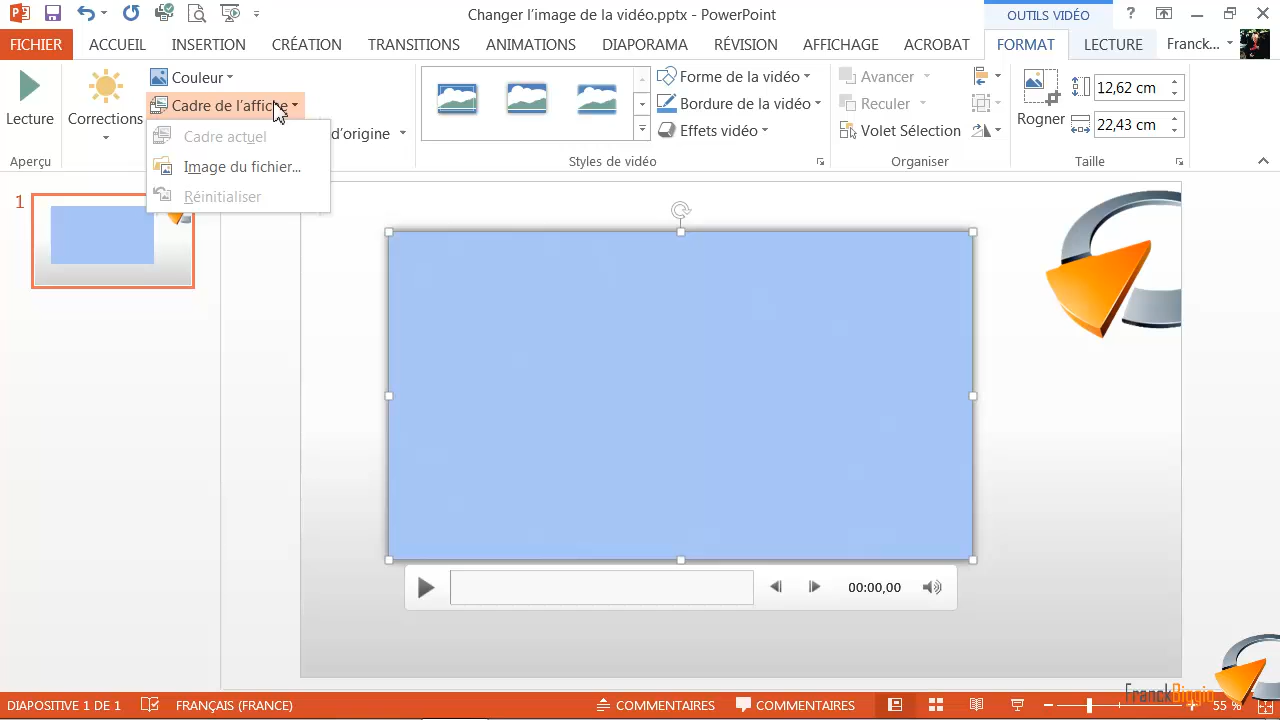 Changer l'image de la vidéo.pptx - PowerPoint
OUTILS VIDÉO
?
FICHIER
ACCUEIL
INSERTION
CRÉATION
TRANSITIONS
ANIMATIONS
DIAPORAMA
RÉVISION
AFFICHAGE
ACROBAT
FORMAT
LECTURE
Franck...
Lecture
Corrections
Couleur
Cadre de l'affiche
d'origine
Aperçu
Cadre actuel
Image du fichier...
Réinitialiser
Forme de la vidéo
Bordure de la vidéo
Effets vidéo
Styles de vidéo
Avancer
Reculer
Volet Sélection
Organiser
Rogner
12,62 cm
22,43 cm
Taille
1
00:00,00
FranckBiggio
DIAPOSITIVE 1 DE 1
FRANÇAIS (FRANCE)
COMMENTAIRES
COMMENTAIRES
55 %